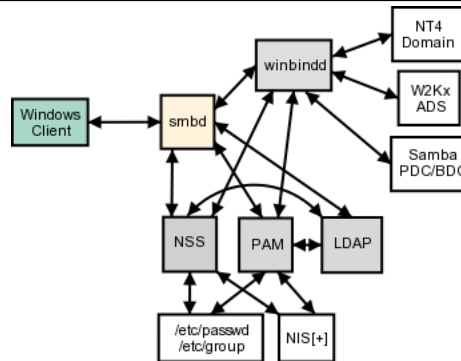 NT4
Domain
winbindd
W2Kx
ADS
Windows
Client
smbd
Samba
PDC/BDC
NSS
PAM
LDAP
/etc/passwd
/etc/group
NIS[+]